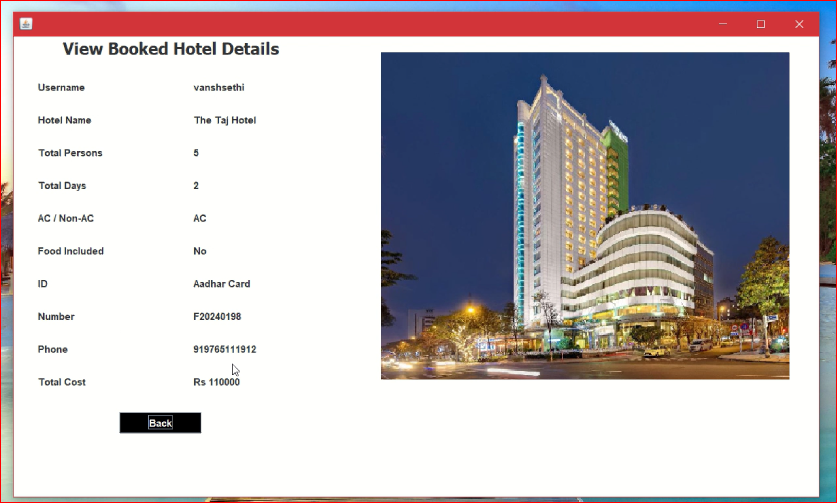 View Booked Hotel Details
Username vanshsethi
Hotel Name The Taj Hotel
Total Persons 5
Total Days 2
AC / Non-AC AC
Food Included No
ID Aadhar Card
Number F20240198
Phone 919765111912
Total Cost Rs 110000
Back